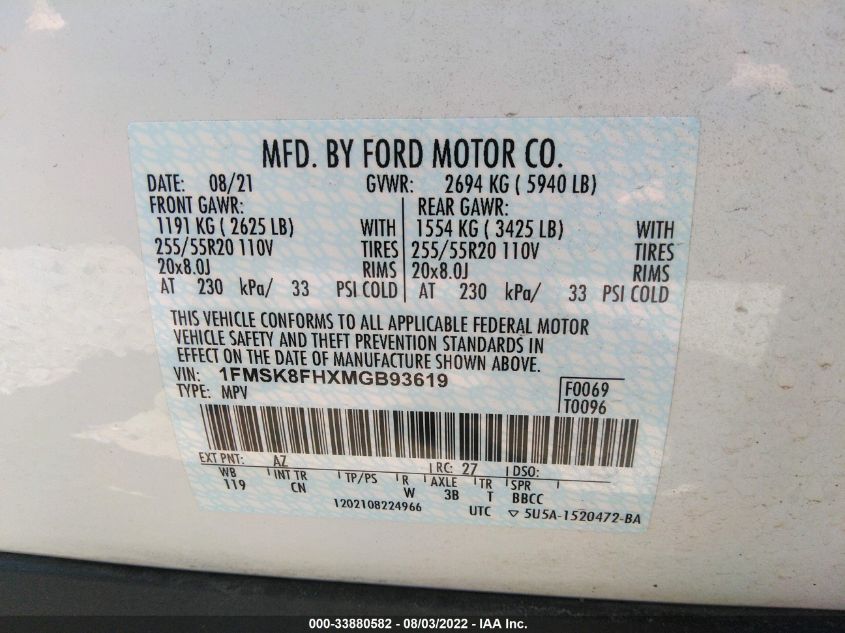 MFD. BY FORD MOTOR CO.
DATE: 08/21 GVWR: 2694 KG ( 5940 LB)
FRONT GAWR: REAR GAWR:
1191 KG ( 2625 LB) WITH 1554 KG ( 3425 LB) WITH
255/55R20 110V TIRES 255/55R20 110V TIRES
20x8.0J RIMS 20x8.0J RIMS
AT 230 kPa/ 33 PSI COLD AT 230 kPa/ 33 PSI COLD
THIS VEHICLE CONFORMS TO ALL APPLICABLE FEDERAL MOTOR
VEHICLE SAFETY AND THEFT PREVENTION STANDARDS IN
EFFECT ON THE DATE OF MANUFACTURE SHOWN ABOVE.
VIN: 1FMSK8FHXMGB93619
TYPE: MPV
F0069
T0096
EXT PNT: AZ RC: 27 DSO:
WB INT TR TP/PS R AXLE TR SPR
119 CN W 3B T BBCC
1202108224966 UTC ▽ 5U5A-1520472-BA
000-33880582 - 08/03/2022 - IAA Inc.